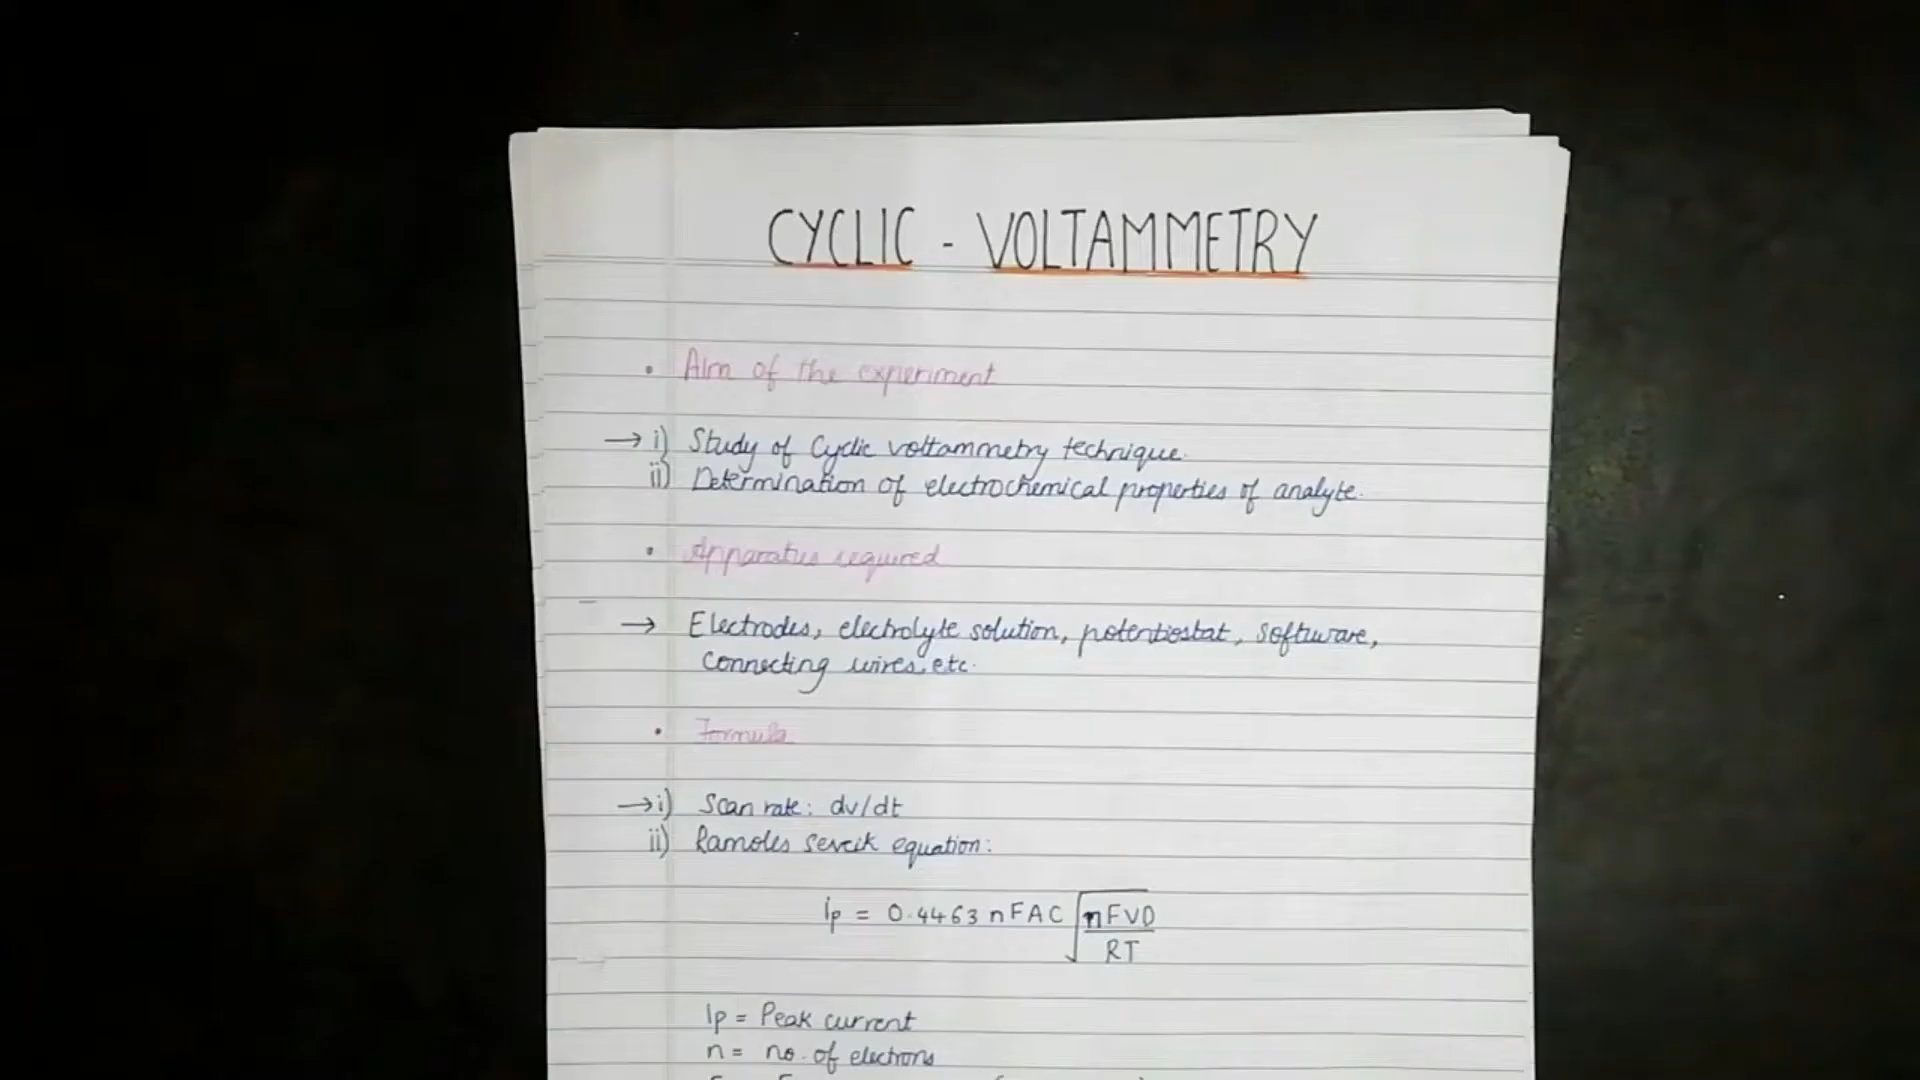 CYCLIC - VOLTAMMETRY
• Aim of the experiment
→ i) Study of Cyclic voltammetry technique.
ii) Determination of electrochemical properties of analyte.
• Apparatus required
→ Electrodes, electrolyte solution, potentiostat, software,
connecting wires, etc.
• Formula
→ i) Scan rate: dv/dt
ii) Ramoles sevcik equation:
ip = 0.4463 nFAC √(nFVD/RT)
Ip = Peak current
n = no. of electrons